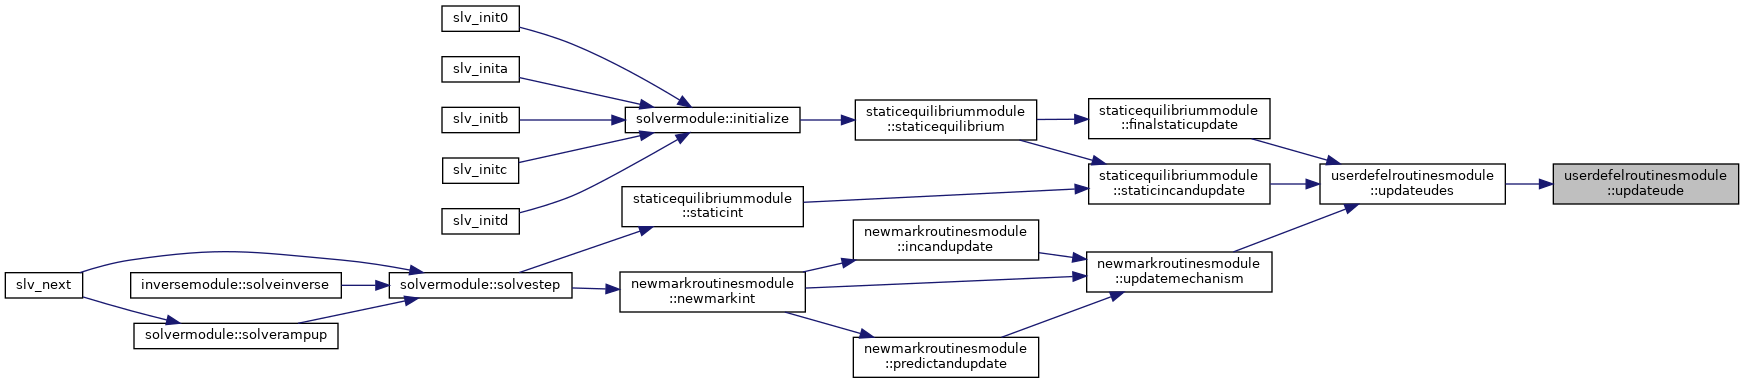 slv_init0
slv_inita
slv_initb
slv_initc
slv_initd
solvermodule::initialize
staticequilibriummodule
::staticequilibrium
staticequilibriummodule
::finalstaticupdate
staticequilibriummodule
::staticincandupdate
userdefelroutinesmodule
::updateudes
userdefelroutinesmodule
::updateude
staticequilibriummodule
::staticint
newmarkroutinesmodule
::incandupdate
newmarkroutinesmodule
::updatemechanism
slv_next
inversemodule::solveinverse
solvermodule::solvestep
newmarkroutinesmodule
::newmarkint
solvermodule::solverampup
newmarkroutinesmodule
::predictandupdate